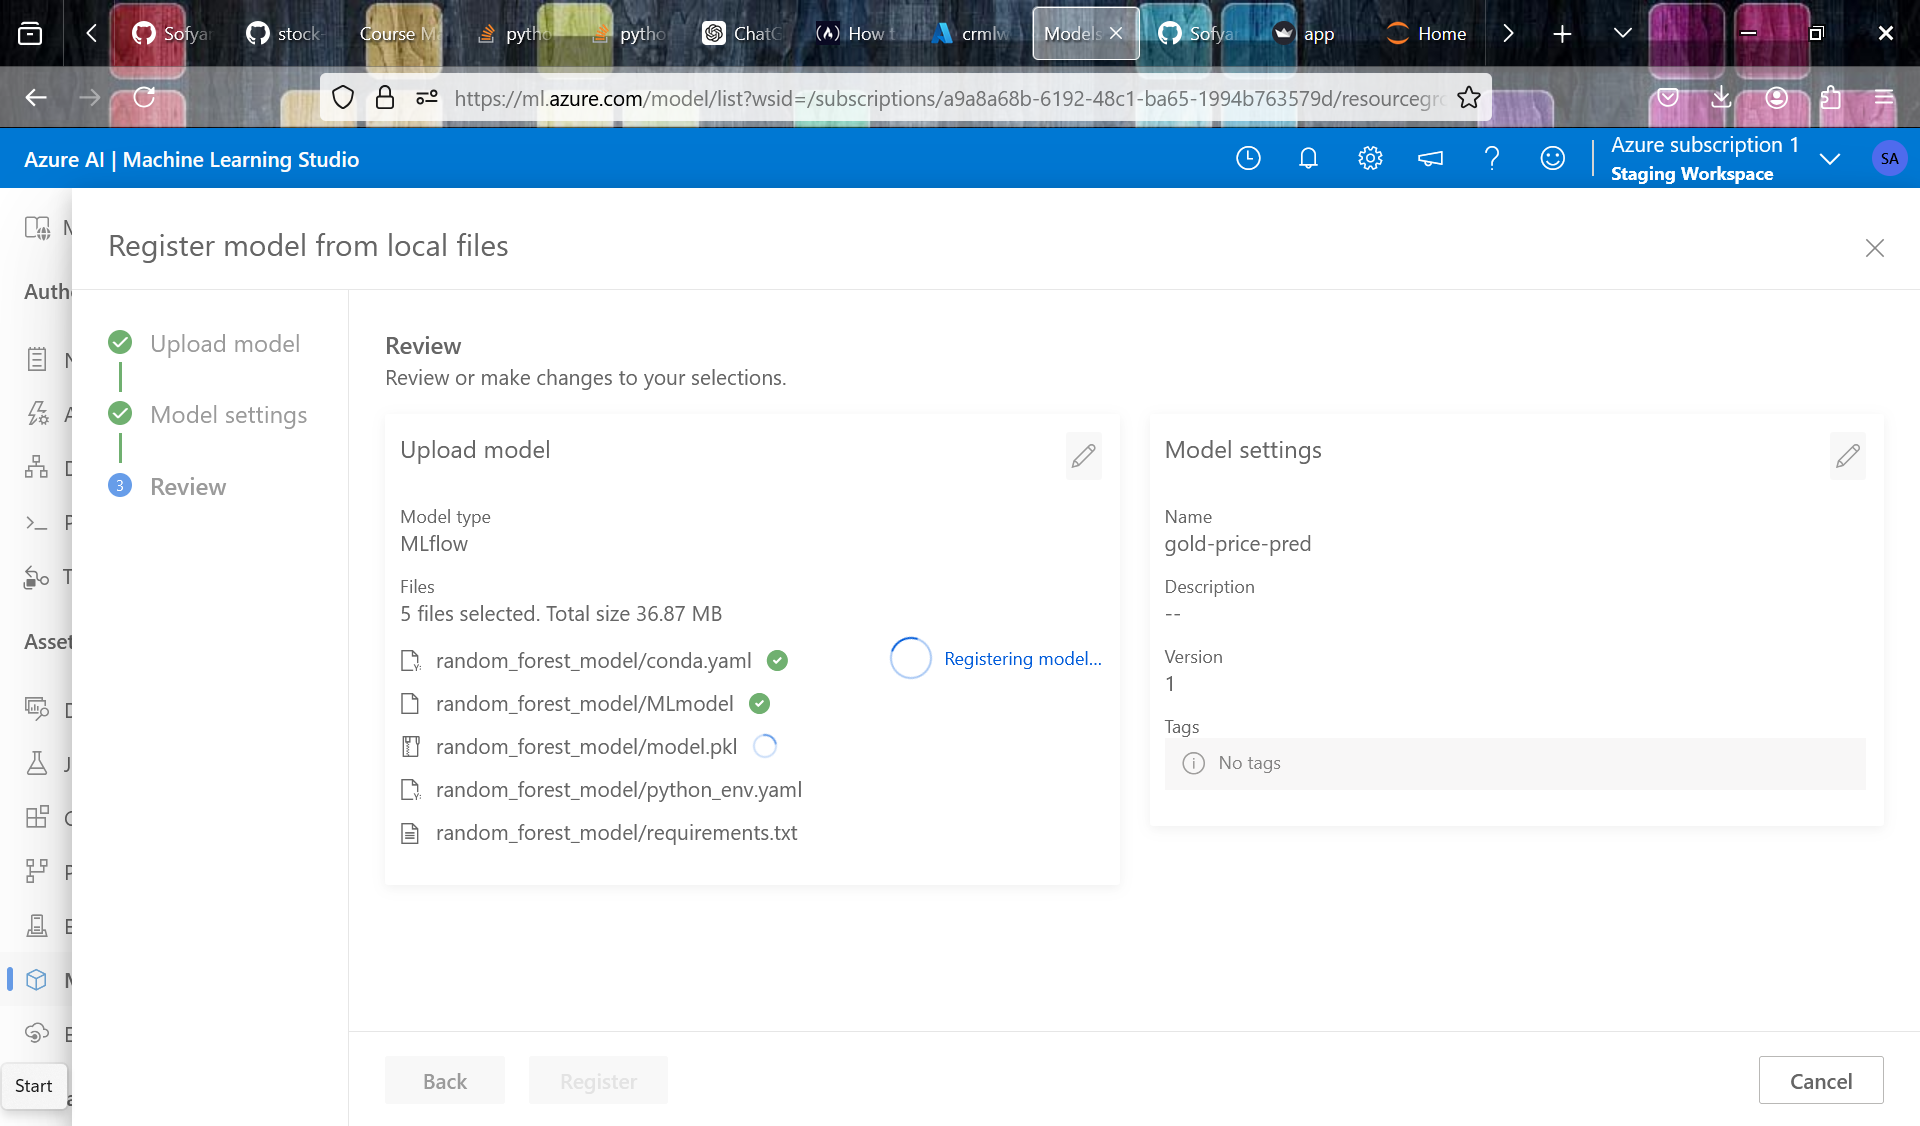 Sofyan
stock-
Course M
pytho
pytho
ChatG
How t
crmlw
Models
Sofyan
app
Home
https://ml.azure.com/model/list?wsid=/subscriptions/a9a8a68b-6192-48c1-ba65-1994b763579d/resourcegro
Azure AI | Machine Learning Studio
Azure subscription 1
Staging Workspace
SA
Register model from local files
Auth
Asset
Start
Upload model
Model settings
3 Review
Review
Review or make changes to your selections.
Upload model
Model type
MLflow
Files
5 files selected. Total size 36.87 MB
random_forest_model/conda.yaml
Registering model...
random_forest_model/MLmodel
random_forest_model/model.pkl
random_forest_model/python_env.yaml
random_forest_model/requirements.txt
Model settings
Name
gold-price-pred
Description
--
Version
1
Tags
No tags
Back
Register
Cancel